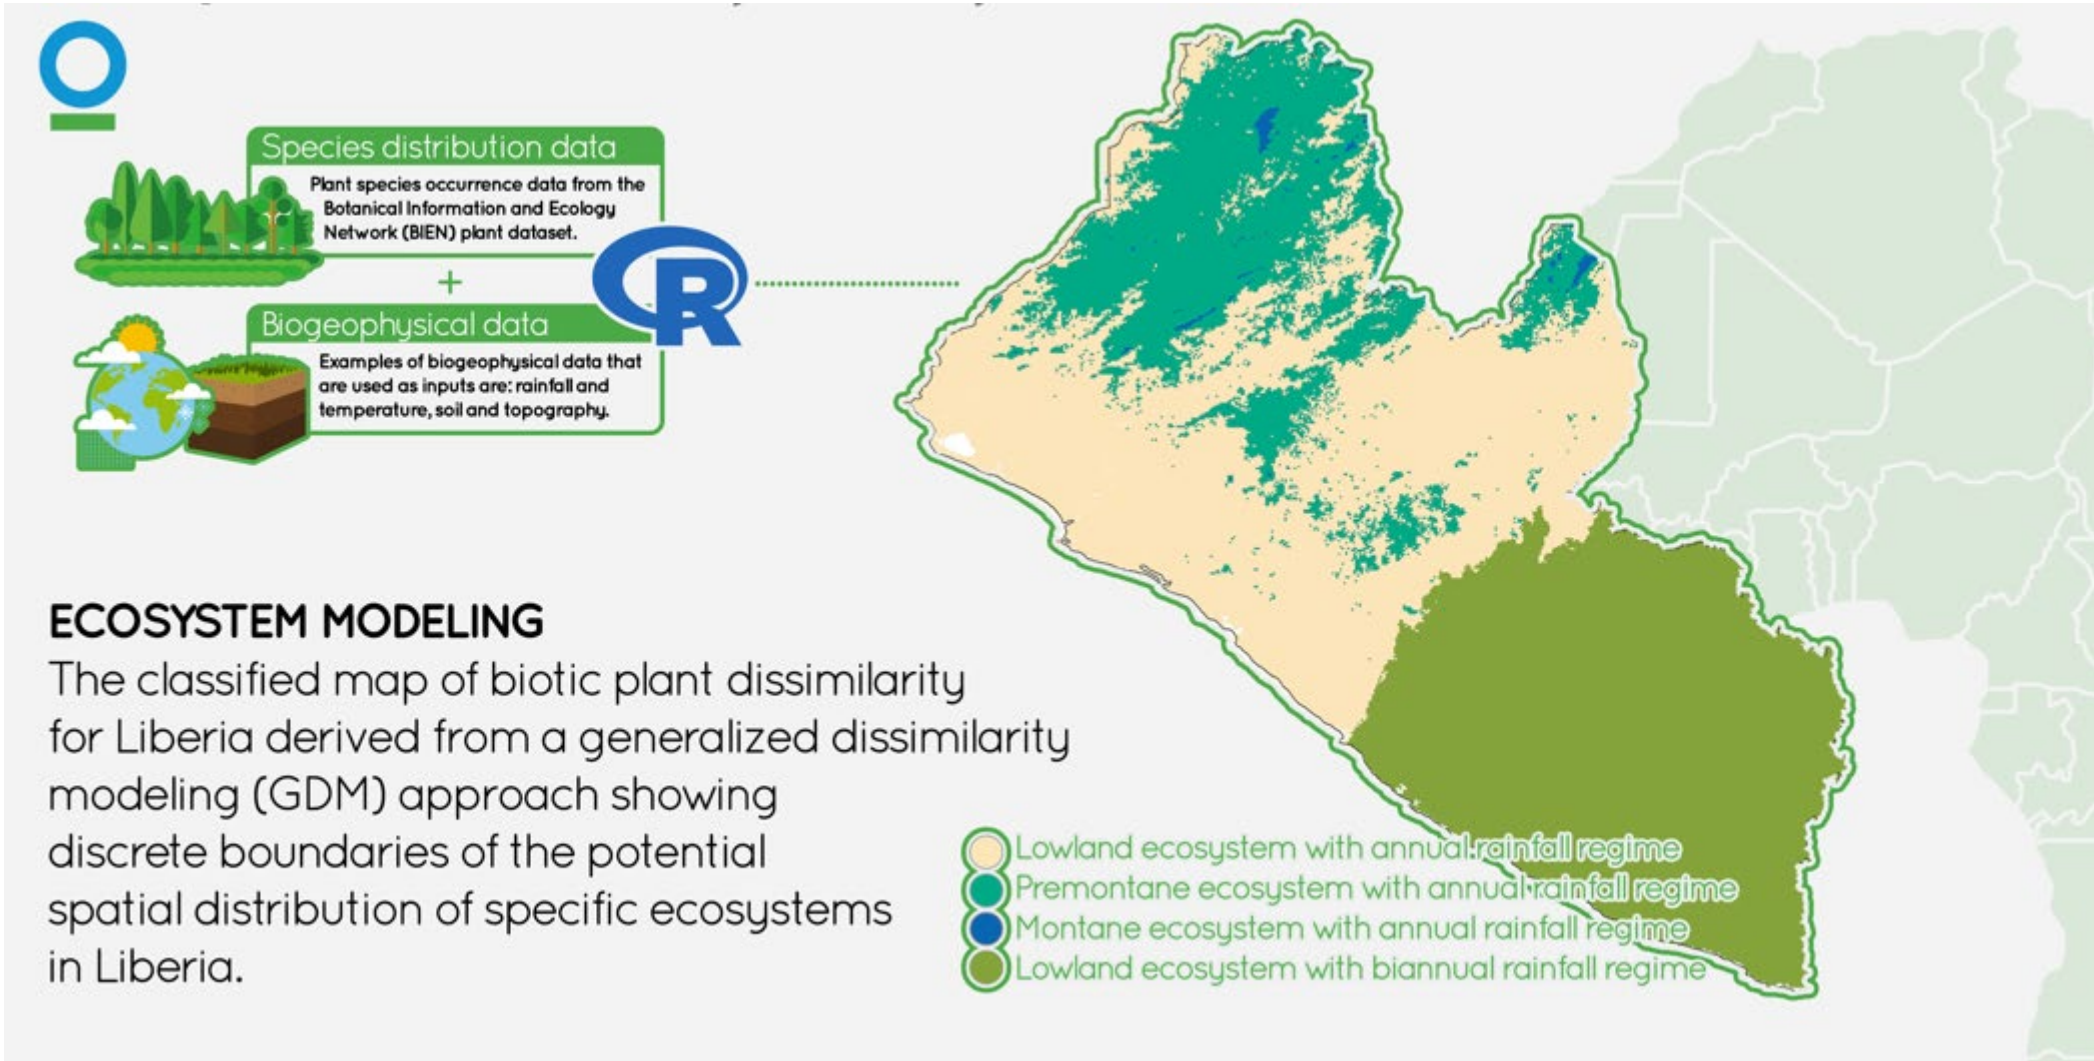 Species distribution data
Plant species occurrence data from the
Botanical Information and Ecology
Network (BIEN) plant dataset.
+
Biogeophysical data
Examples of biogeophysical data that
are used as inputs are: rainfall and
temperature, soil and topography.
R
ECOSYSTEM MODELING
The classified map of biotic plant dissimilarity
for Liberia derived from a generalized dissimilarity
modeling (GDM) approach showing
discrete boundaries of the potential
spatial distribution of specific ecosystems
in Liberia.
Lowland ecosystem with annual rainfall regime
Premontane ecosystem with annual rainfall regime
Montane ecosystem with annual rainfall regime
Lowland ecosystem with biannual rainfall regime